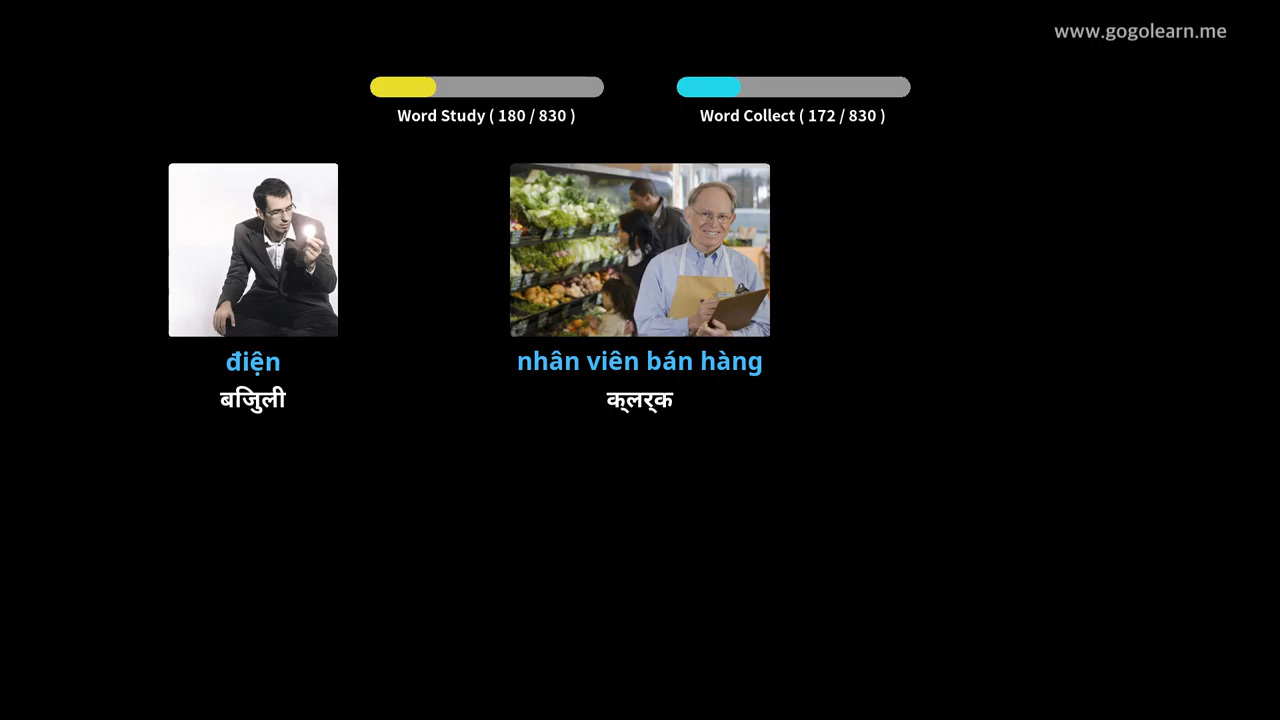 www.gogolearn.me
Word Study ( 180 / 830 )
Word Collect ( 172 / 830 )
điện
बिजुली
nhân viên bán hàng
क्लर्क